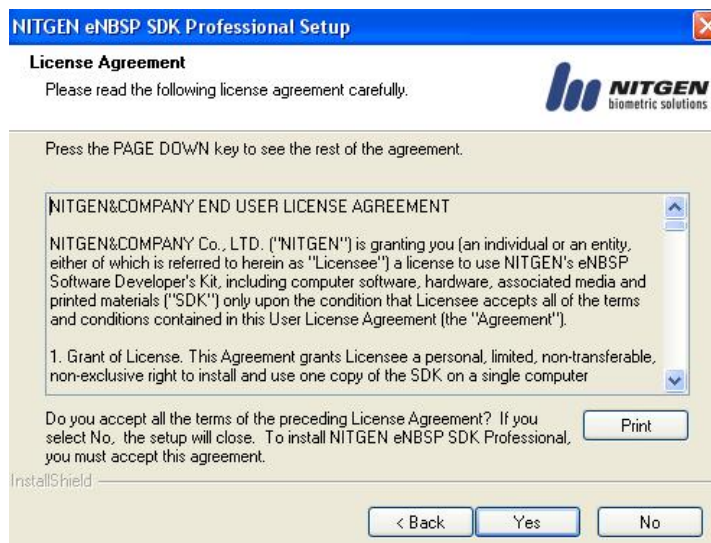 NITGEN eNBSP SDK Professional Setup
License Agreement
Please read the following license agreement carefully.
NITGEN
biometric solutions
Press the PAGE DOWN key to see the rest of the agreement.
NITGEN&COMPANY END USER LICENSE AGREEMENT
NITGEN&COMPANY Co., LTD. ("NITGEN") is granting you (an individual or an entity,
either of which is referred to herein as "Licensee") a license to use NITGEN's eNBSP
Software Developer's Kit, including computer software, hardware, associated media and
printed materials ("SDK") only upon the condition that Licensee accepts all of the terms
and conditions contained in this User License Agreement (the "Agreement").
1. Grant of License. This Agreement grants Licensee a personal, limited, non-transferable,
non-exclusive right to install and use one copy of the SDK on a single computer
Do you accept all the terms of the preceding License Agreement? If you
select No, the setup will close. To install NITGEN eNBSP SDK Professional,
you must accept this agreement.
Print
InstallShield
< Back
Yes
No